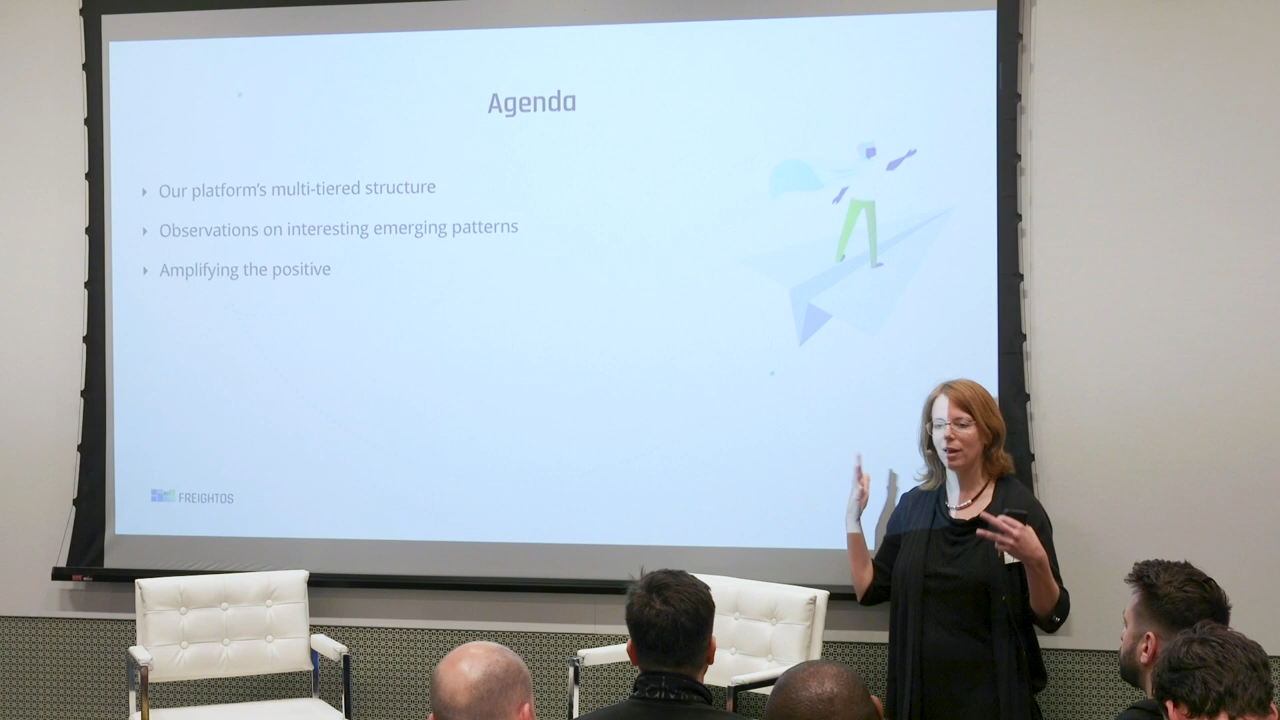 Agenda
Our platform's multi-tiered structure
Observations on interesting emerging patterns
Amplifying the positive
FREIGHTOS